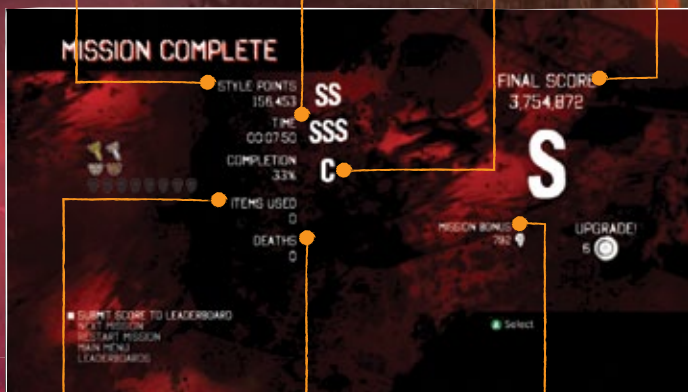 MISSION COMPLETE
STYLE POINTS
156,453
SS
TIME
00:07:50
SSS
COMPLETION
33%
C
ITEMS USED
0
DEATHS
0
FINAL SCORE
3,754,872
S
MISSION BONUS
782
UPGRADE!
6
SUBMIT SCORE TO LEADERBOARD
NEXT MISSION
RESTART MISSION
MAIN MENU
LEADERBOARDS
A Select